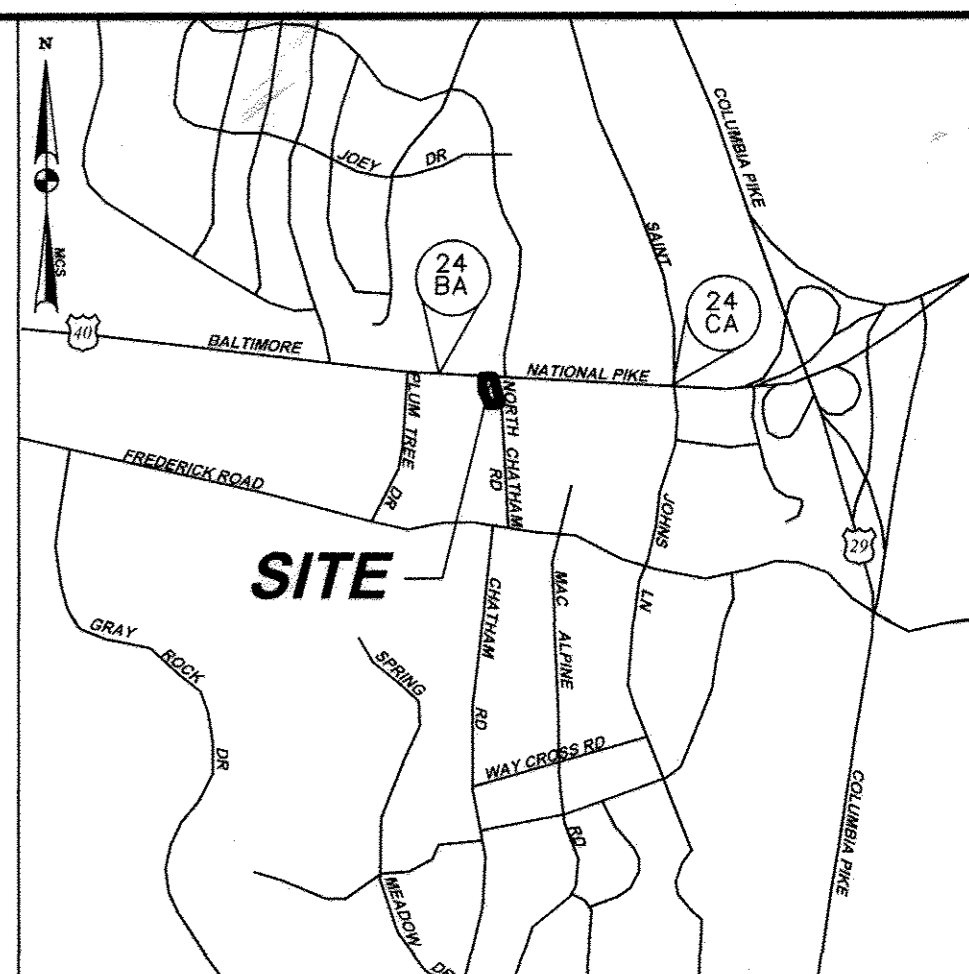 N
MCS
COLUMBIA PIKE
JOEY DR
SAINT JOHNS LN
24
BA
24
CA
40
BALTIMORE NATIONAL PIKE
PLUM TREE DR
NORTH CHATHAM RD
FREDERICK ROAD
29
SITE
CHATHAM RD
MAC ALPINE RD
GRAY ROCK DR
SPRING MEADOW DR
WAY CROSS RD
COLUMBIA PIKE